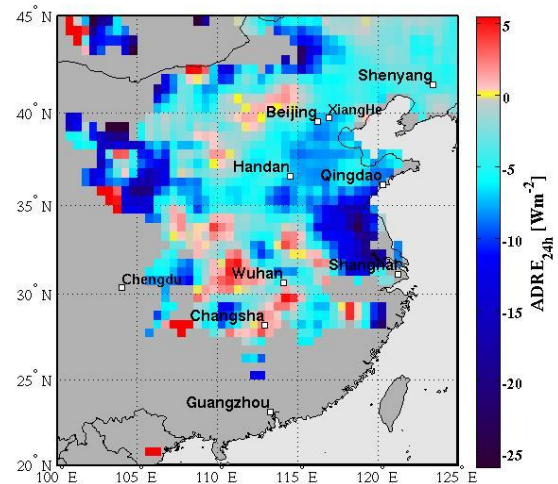 45° N
40° N
35° N
30° N
25° N
20° N
100° E
105° E
110° E
115° E
120° E
125° E
Shenyang
Beijing
XiangHe
Handan
Qingdao
Wuhan
Shanghai
Chengdu
Changsha
Guangzhou
5
0
-5
-10
-15
-20
-25
ADRE24h [Wm-2]